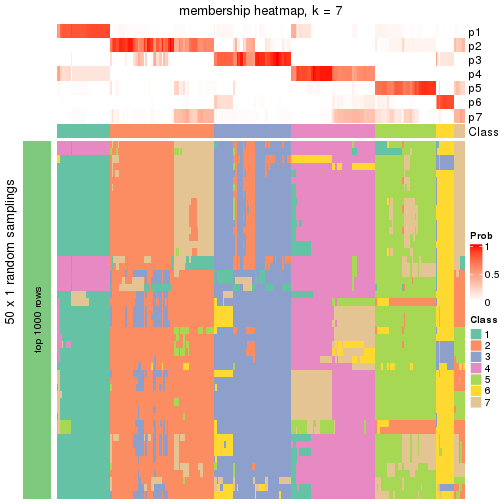 membership heatmap, k = 7
p1
p2
p3
p4
p5
p6
p7
Class
50 x 1 random samplings
top 1000 rows
Prob
1
0.5
0
Class
1
2
3
4
5
6
7